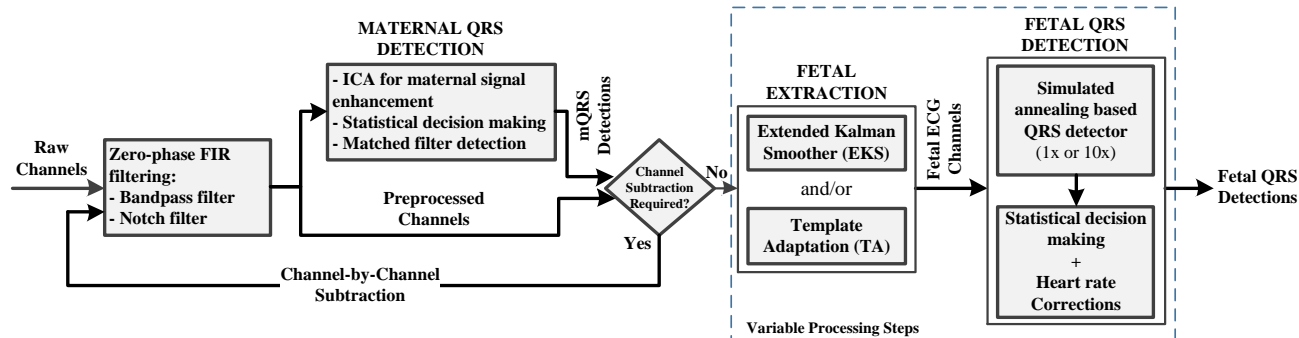 Raw
Channels
Zero-phase FIR
filtering:
- Bandpass filter
- Notch filter
MATERNAL QRS
DETECTION
- ICA for maternal signal
enhancement
- Statistical decision making
- Matched filter detection
mQRS
Detections
Preprocessed
Channels
Channel
Subtraction
Required?
No
Yes
Channel-by-Channel
Subtraction
FETAL
EXTRACTION
Extended Kalman
Smoother (EKS)
and/or
Template
Adaptation (TA)
Fetal ECG
Channels
FETAL QRS
DETECTION
Simulated
annealing based
QRS detector
(1x or 10x)
Statistical decision
making
+
Heart rate
Corrections
Variable Processing Steps
Fetal QRS
Detections